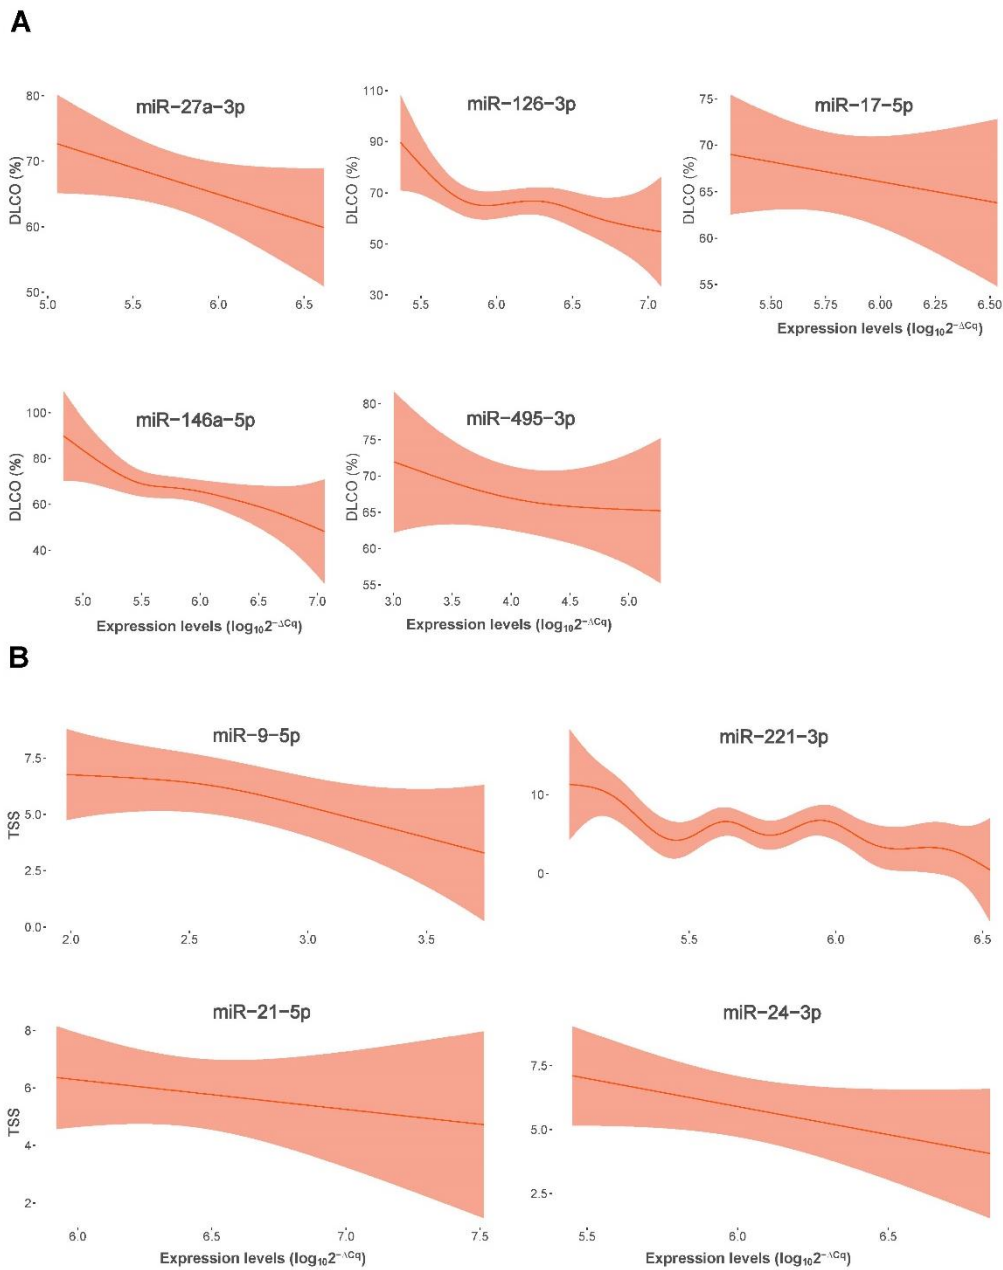 A
miR−27a−3p
DLCO (%)
80
70
60
50
5.0 5.5 6.0 6.5
miR−126−3p
DLCO (%)
110
90
70
50
30
5.5 6.0 6.5 7.0
miR−17−5p
DLCO (%)
75
70
65
60
55
5.50 5.75 6.00 6.25 6.50
Expression levels (log₁₀2⁻ᐞCq)
miR−146a−5p
DLCO (%)
100
80
60
40
5.0 5.5 6.0 6.5 7.0
Expression levels (log₁₀2⁻ᐞCq)
miR−495−3p
DLCO (%)
80
75
70
65
60
55
3.0 3.5 4.0 4.5 5.0
Expression levels (log₁₀2⁻ᐞCq)
B
miR−9−5p
TSS
7.5
5.0
2.5
0.0
2.0 2.5 3.0 3.5
miR−221−3p
10
0
5.5 6.0 6.5
miR−21−5p
TSS
8
6
4
2
6.0 6.5 7.0 7.5
Expression levels (log₁₀2⁻ᐞCq)
miR−24−3p
7.5
5.0
2.5
5.5 6.0 6.5
Expression levels (log₁₀2⁻ᐞCq)